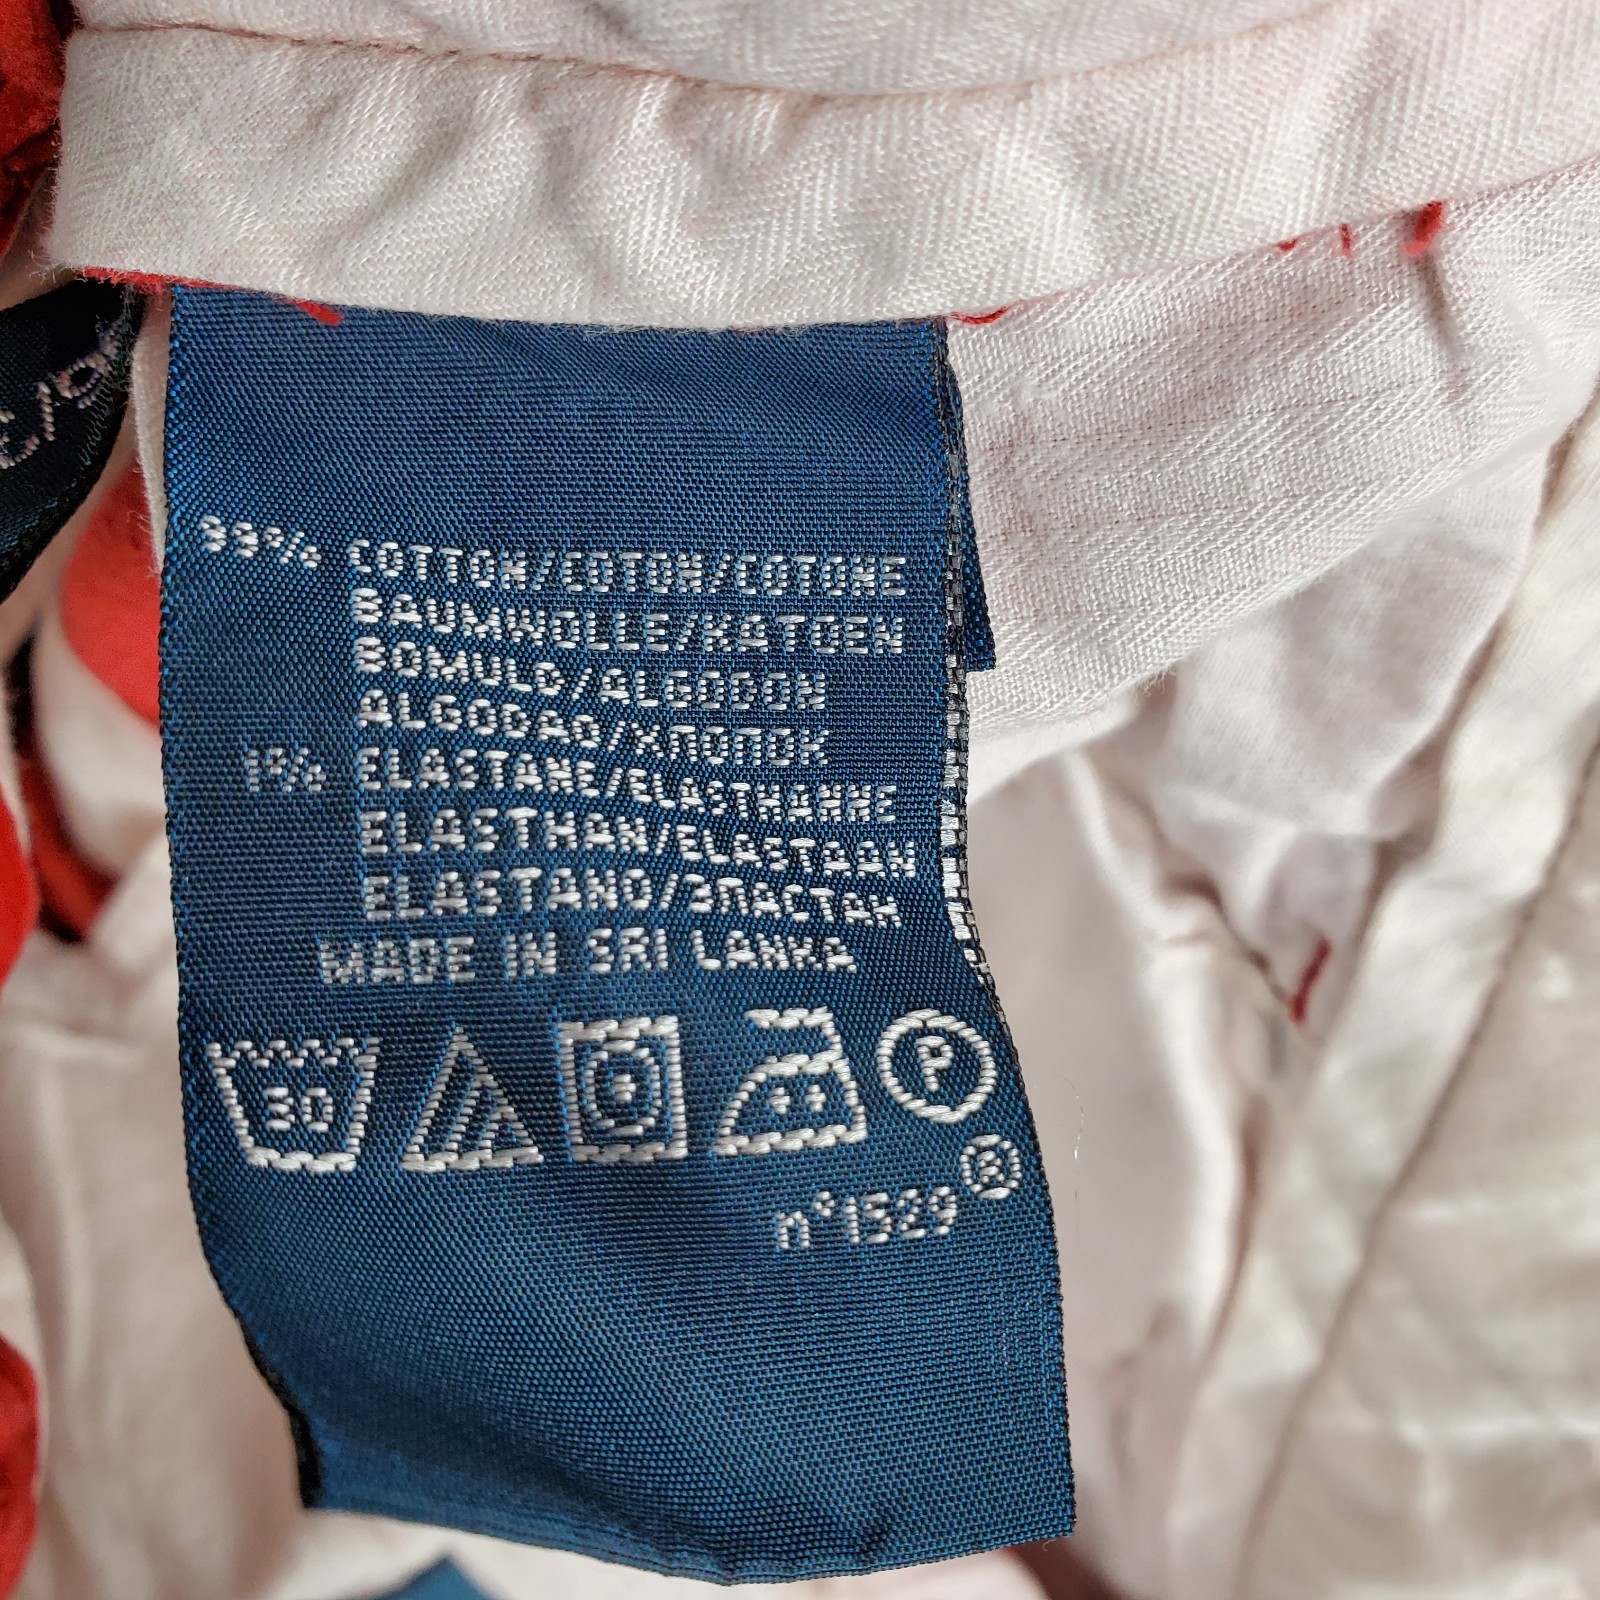 99% COTTON/COTON/COTONE
BAUMWOLLE/KATOEN
BOMULD/ALGODON
ALGODAO/ХЛОПОК
1% ELASTANE/ELASTHANNE
ELASTHAN/ELASTAAN
ELASTANO/ЭЛАСТАН
MADE IN SRI LANKA
30
P
®
n°1529